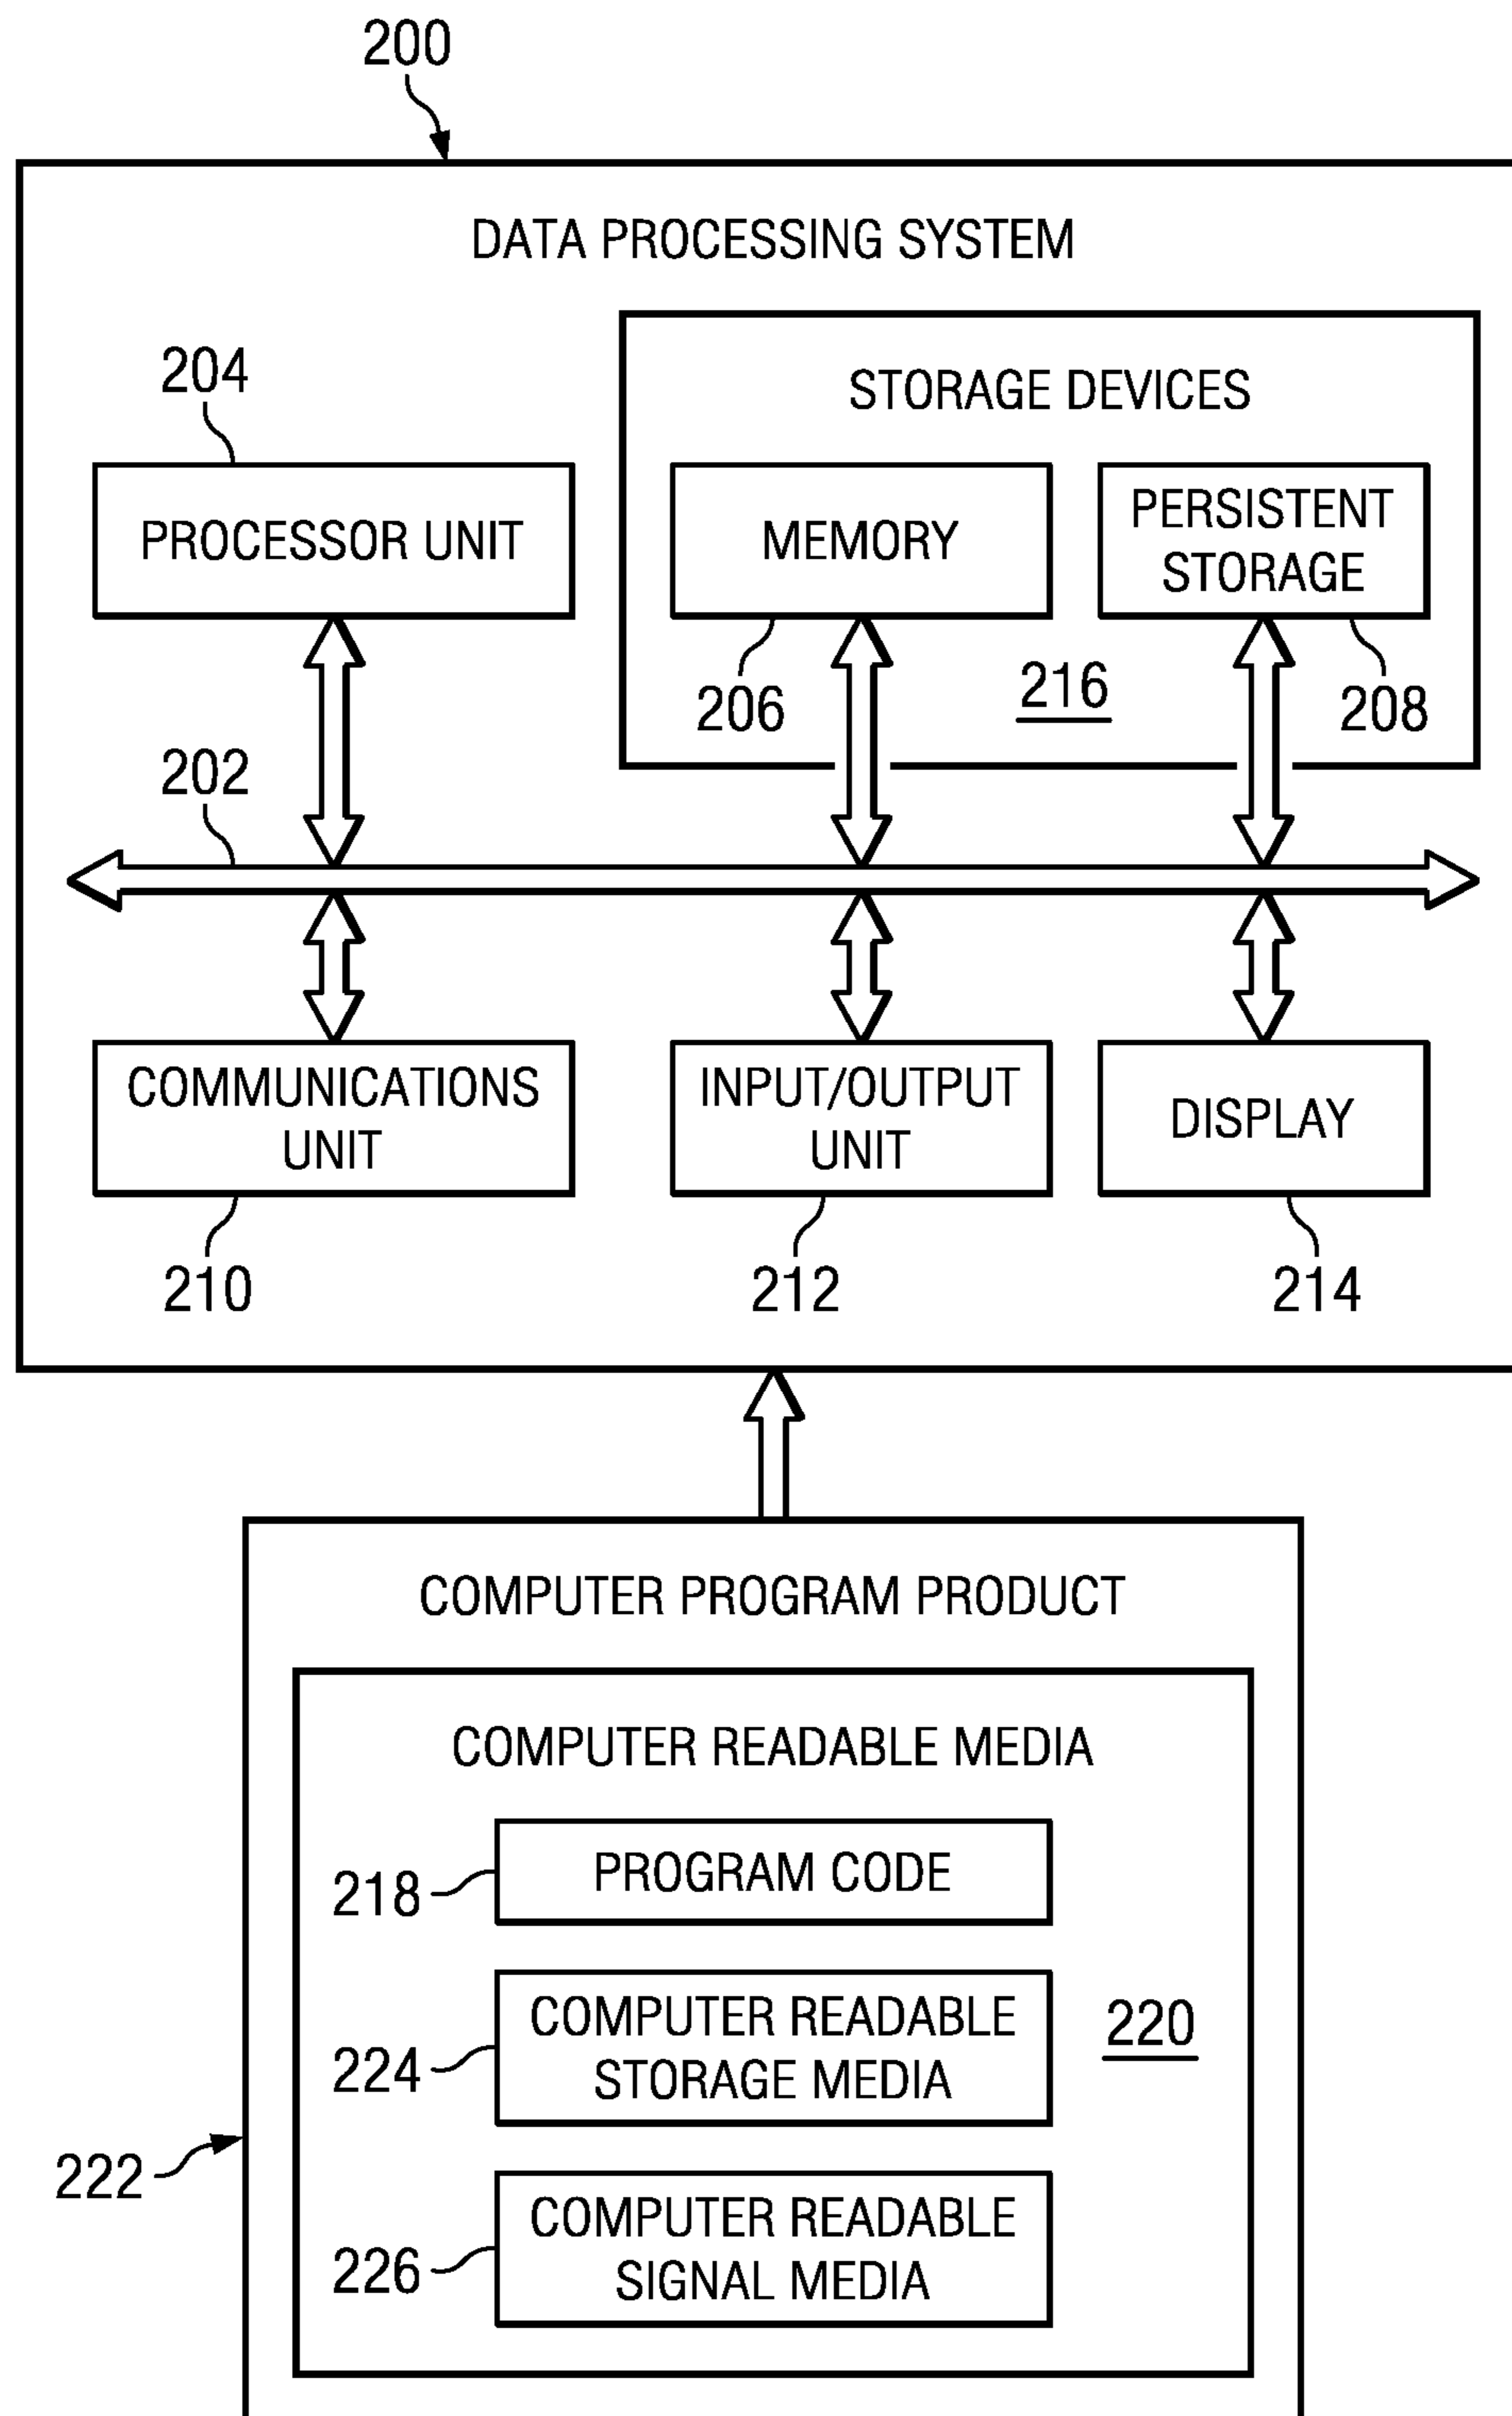 200
DATA PROCESSING SYSTEM
204
STORAGE DEVICES
PROCESSOR UNIT
MEMORY
PERSISTENT
STORAGE
206
216
208
202
COMMUNICATIONS
UNIT
INPUT/OUTPUT
UNIT
DISPLAY
210
212
214
COMPUTER PROGRAM PRODUCT
COMPUTER READABLE MEDIA
218
PROGRAM CODE
224
COMPUTER READABLE
STORAGE MEDIA
220
222
226
COMPUTER READABLE
SIGNAL MEDIA